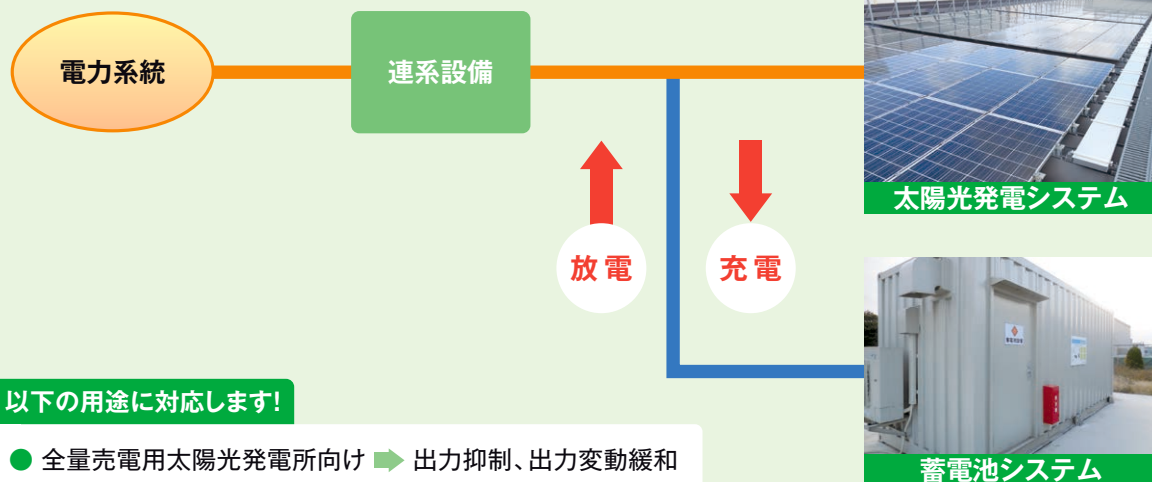 電力系統
連系設備
太陽光発電システム
放電
充電
以下の用途に対応します!
● 全量売電用太陽光発電所向け ➡ 出力抑制、出力変動緩和
蓄電池システム